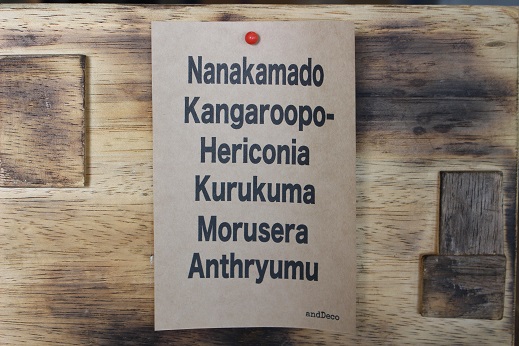 Nanakamado
Kangaroopo-
Hericonia
Kurukuma
Morusera
Anthryumu
andDeco